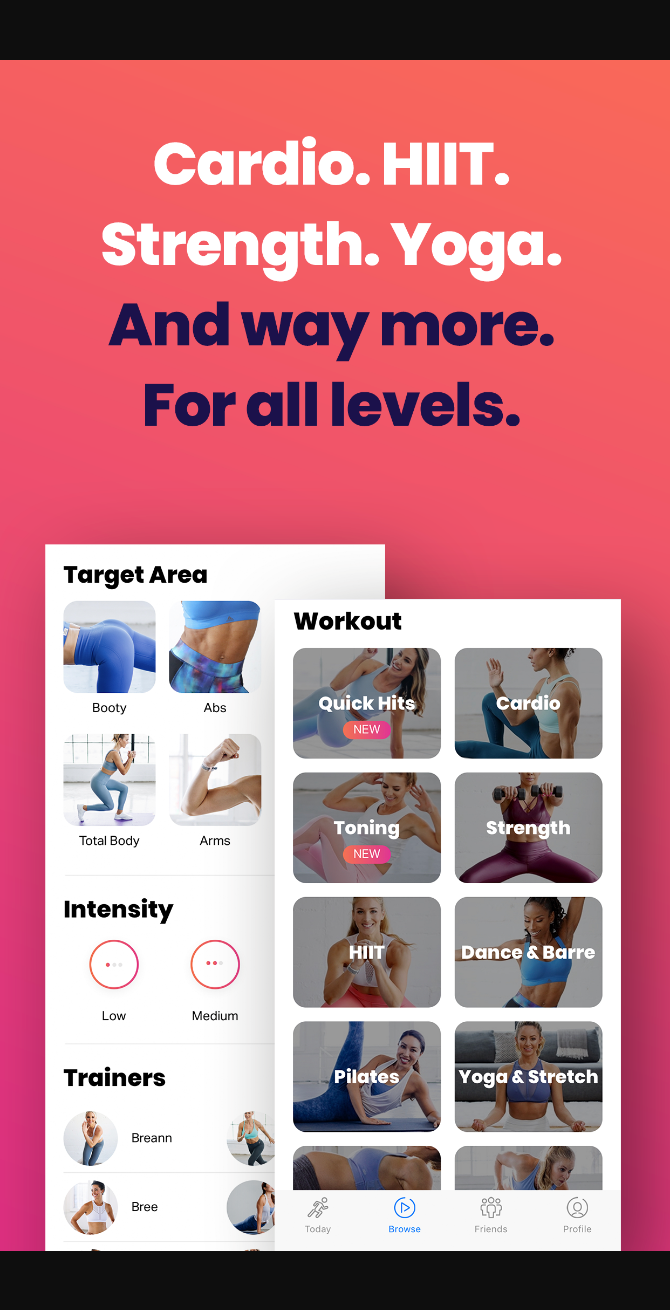 Cardio. HIIT.
Strength. Yoga.
And way more.
For all levels.
Target Area
Booty
Abs
Total Body
Arms
Intensity
Low
Medium
Trainers
Breann
Bree
Workout
Quick Hits
NEW
Cardio
Toning
NEW
Strength
HIIT
Dance & Barre
Pilates
Yoga & Stretch
Today
Browse
Friends
Profile